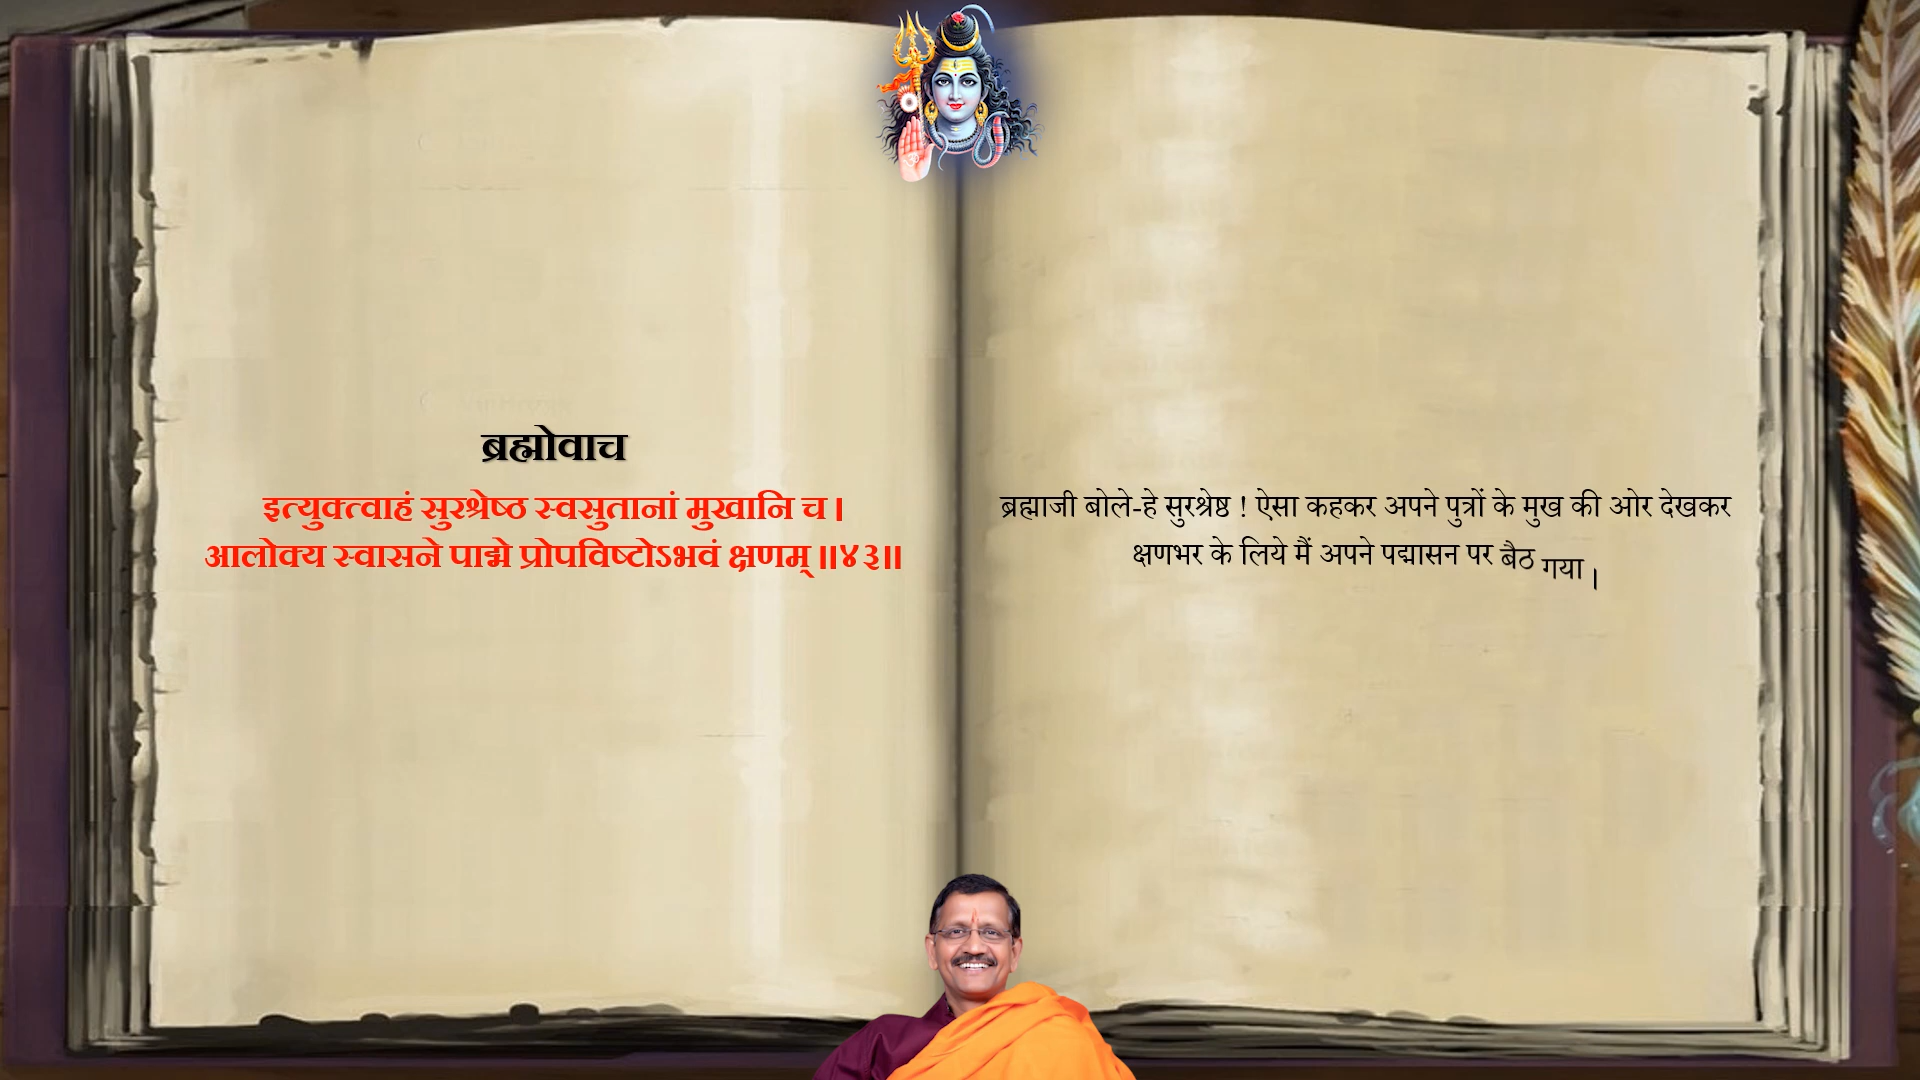 ब्रह्मोवाच
इत्युक्त्वाहं सुरश्रेष्ठ स्वसुतानां मुखानि च ।
आलोक्य स्वासने पाद्मे प्रोपविष्टोऽभवं क्षणम् ॥४३॥
ब्रह्माजी बोले-हे सुरश्रेष्ठ ! ऐसा कहकर अपने पुत्रों के मुख की ओर देखकर
क्षणभर के लिये मैं अपने पद्मासन पर बैठ गया ।